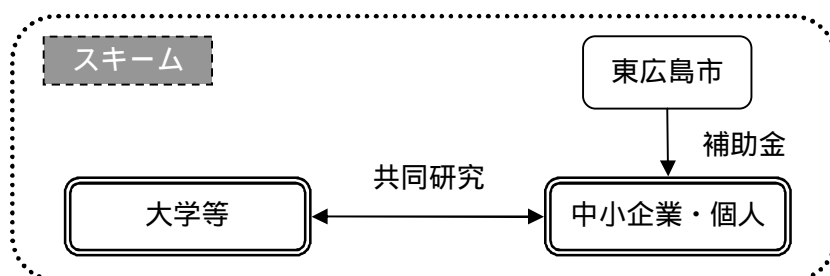 スキーム
東広島市
補助金
共同研究
大学等
中小企業・個人